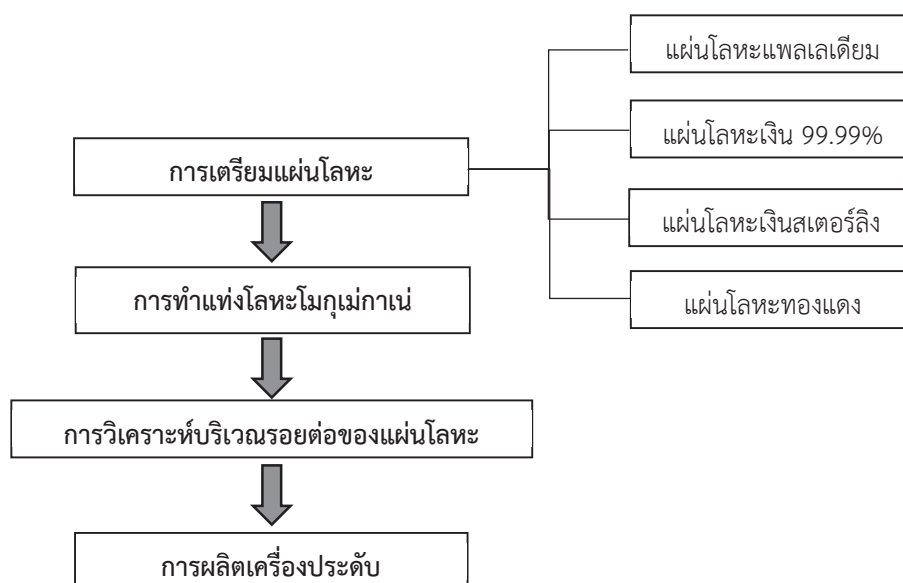 แผ่นโลหะแพลเลเดียม
แผ่นโลหะเงิน 99.99%
การเตรียมแผ่นโลหะ
แผ่นโลหะเงินสเตอร์ลิง
การทำแท่งโลหะโมกุเม่กาเน่
แผ่นโลหะทองแดง
การวิเคราะห์บริเวณรอยต่อของแผ่นโลหะ
การผลิตเครื่องประดับ